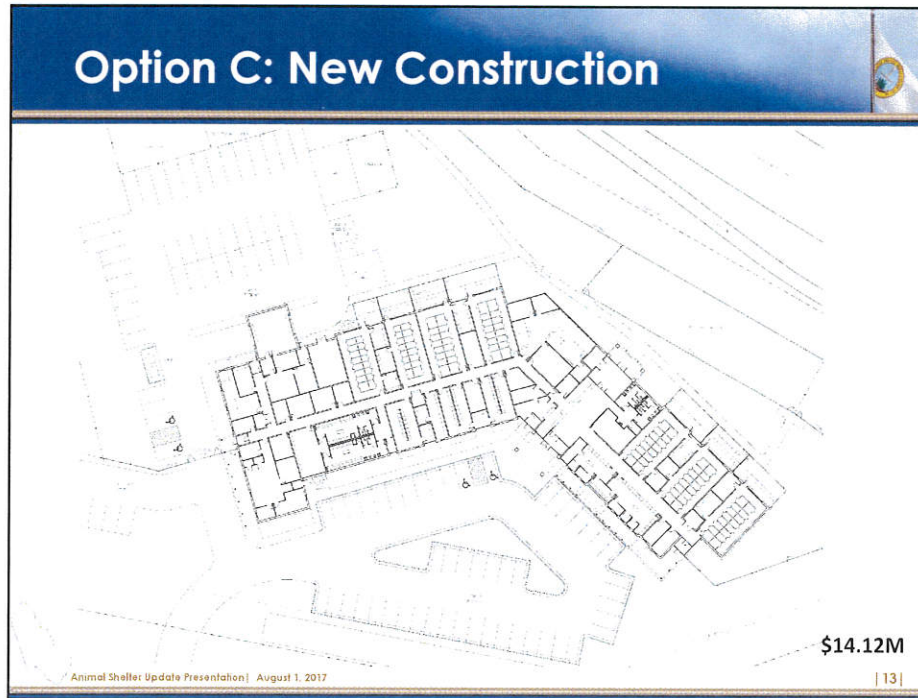 Option C: New Construction
$14.12M
Animal Shelter Update Presentation| August 1, 2017
|13|